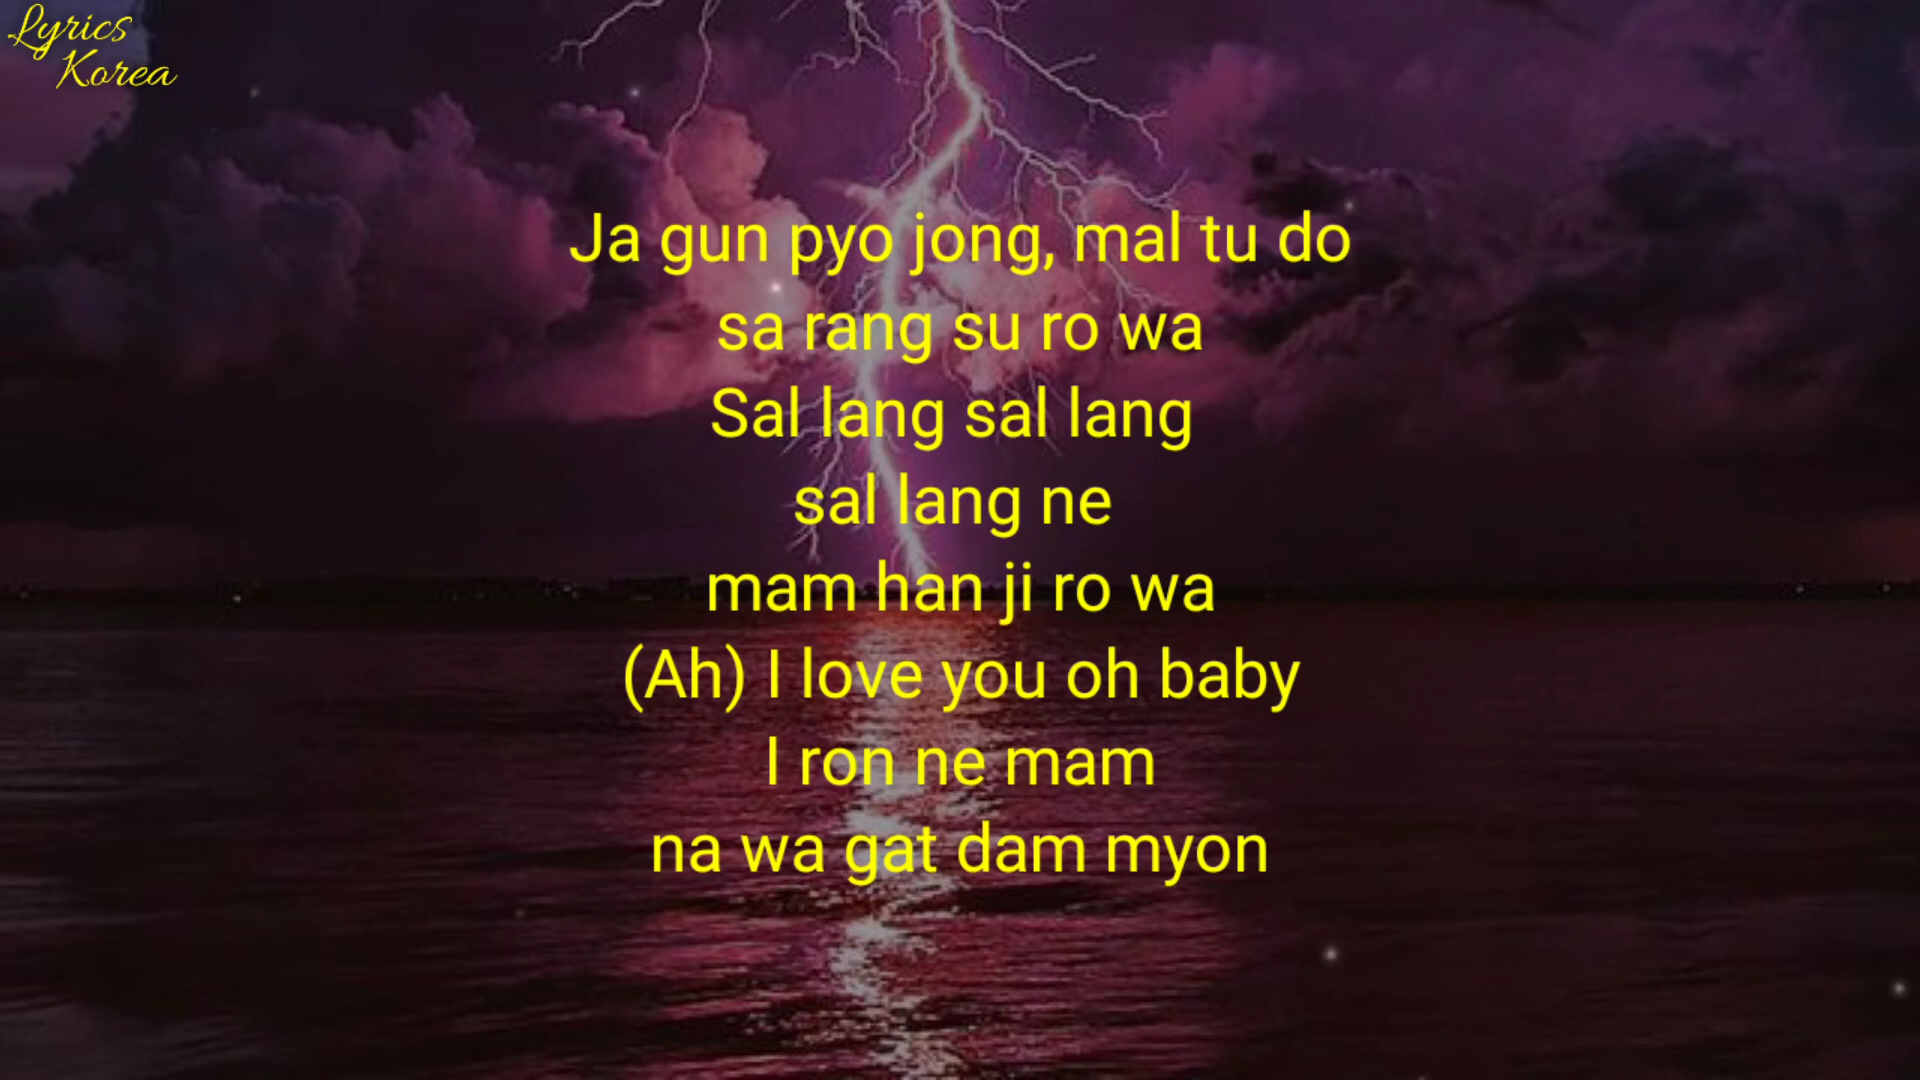 Lyrics
Korea
Ja gun pyo jong, mal tu do
sa rang su ro wa
Sal lang sal lang
sal lang ne
mam han ji ro wa
(Ah) I love you oh baby
I ron ne mam
na wa gat dam myon